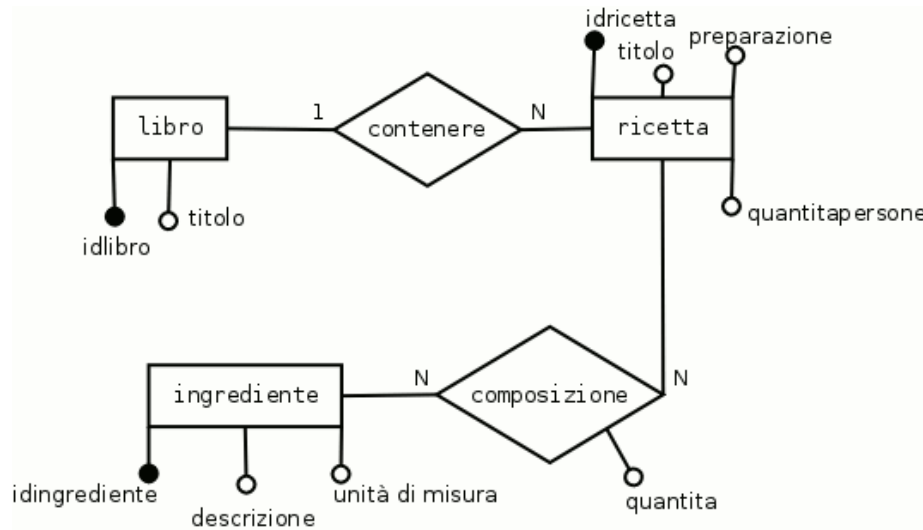 idricetta
titolo
preparazione
libro
1
contenere
N
ricetta
titolo
idlibro
quantitapersone
ingrediente
N
composizione
N
idingrediente
descrizione
unità di misura
quantita